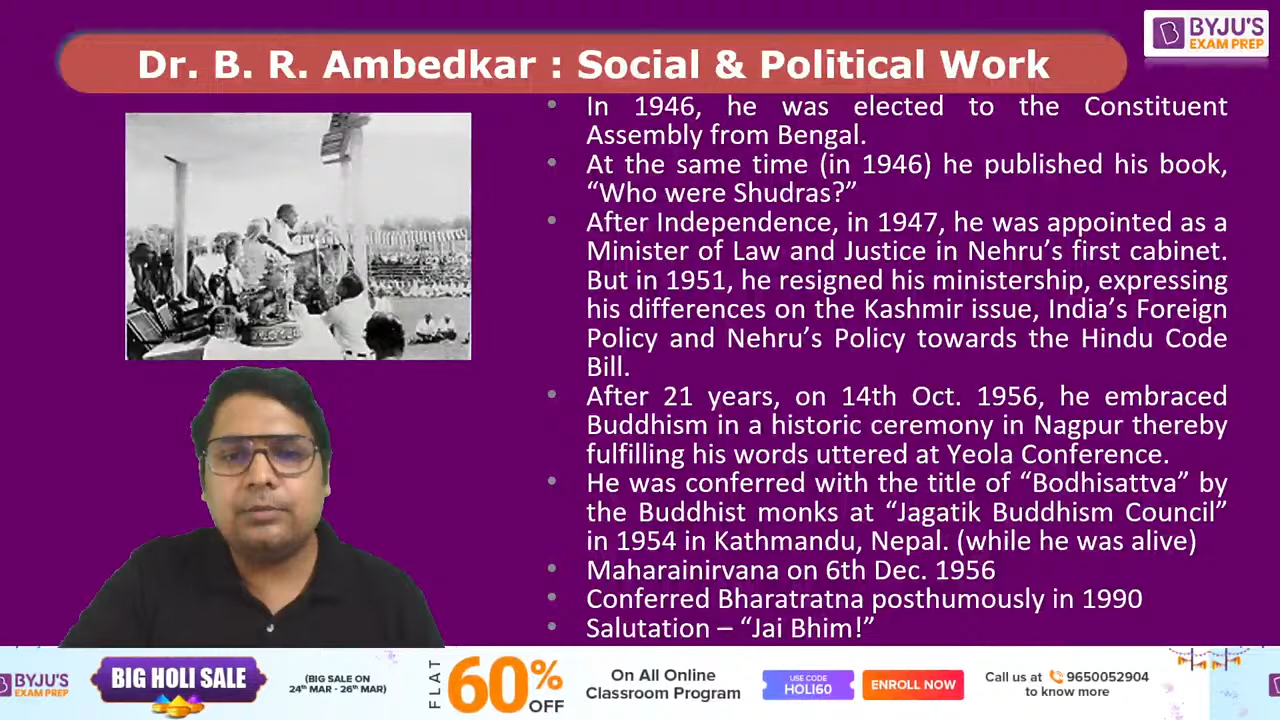 BYJU'S
EXAM PREP
Dr. B. R. Ambedkar : Social & Political Work
• In 1946, he was elected to the Constituent
Assembly from Bengal.
• At the same time (in 1946) he published his book,
“Who were Shudras?”
• After Independence, in 1947, he was appointed as a
Minister of Law and Justice in Nehru’s first cabinet.
But in 1951, he resigned his ministership, expressing
his differences on the Kashmir issue, India’s Foreign
Policy and Nehru’s Policy towards the Hindu Code
Bill.
• After 21 years, on 14th Oct. 1956, he embraced
Buddhism in a historic ceremony in Nagpur thereby
fulfilling his words uttered at Yeola Conference.
• He was conferred with the title of “Bodhisattva” by
the Buddhist monks at “Jagatik Buddhism Council”
in 1954 in Kathmandu, Nepal. (while he was alive)
• Maharainirvana on 6th Dec. 1956
• Conferred Bharatratna posthumously in 1990
• Salutation – “Jai Bhim!”
BYJU'S
EXAM PREP
BIG HOLI SALE
(BIG SALE ON
24TH MAR - 26TH MAR)
FLAT
60%
OFF
On All Online
Classroom Program
USE CODE
HOLI60
ENROLL NOW
Call us at 9650052904
to know more